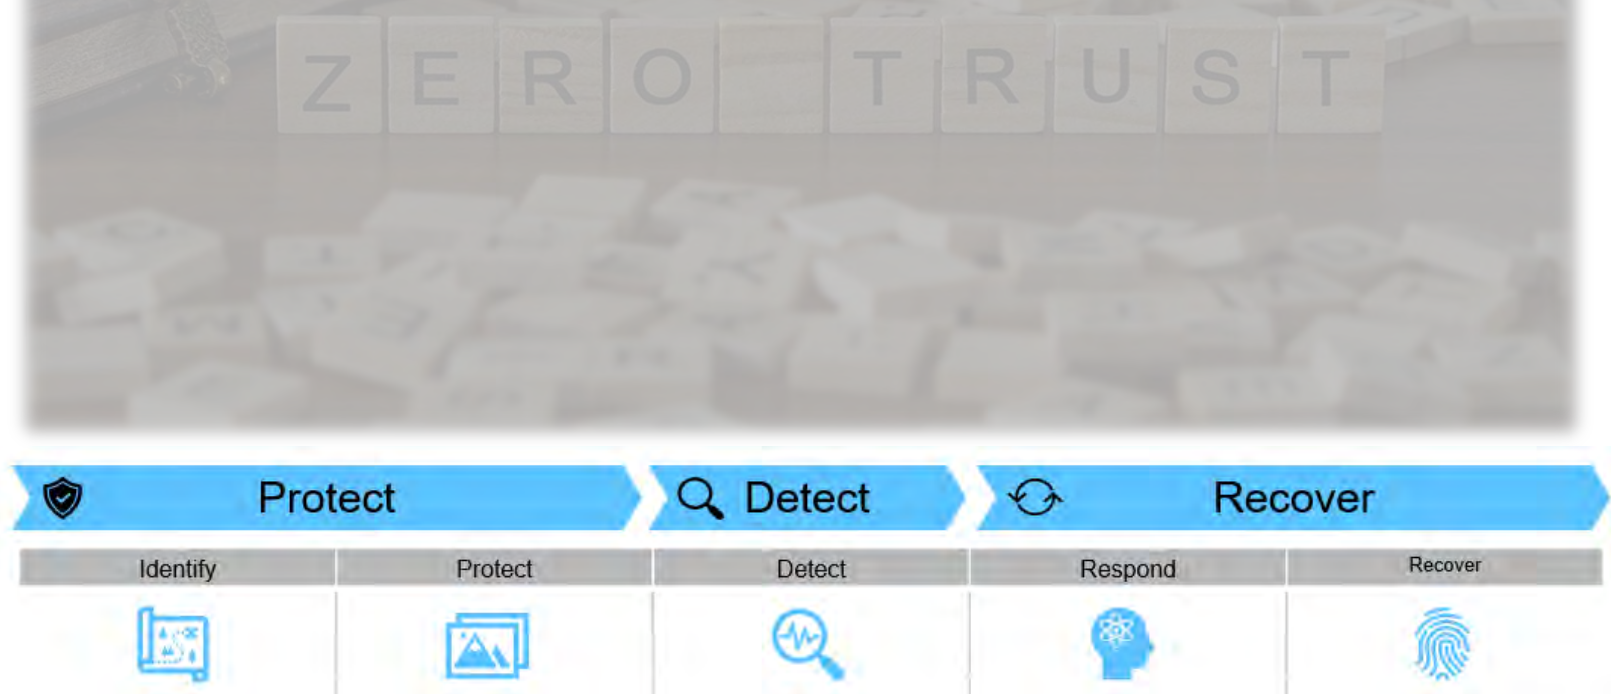 ZERO TRUST
Protect Detect Recover
Identify Protect Detect Respond Recover